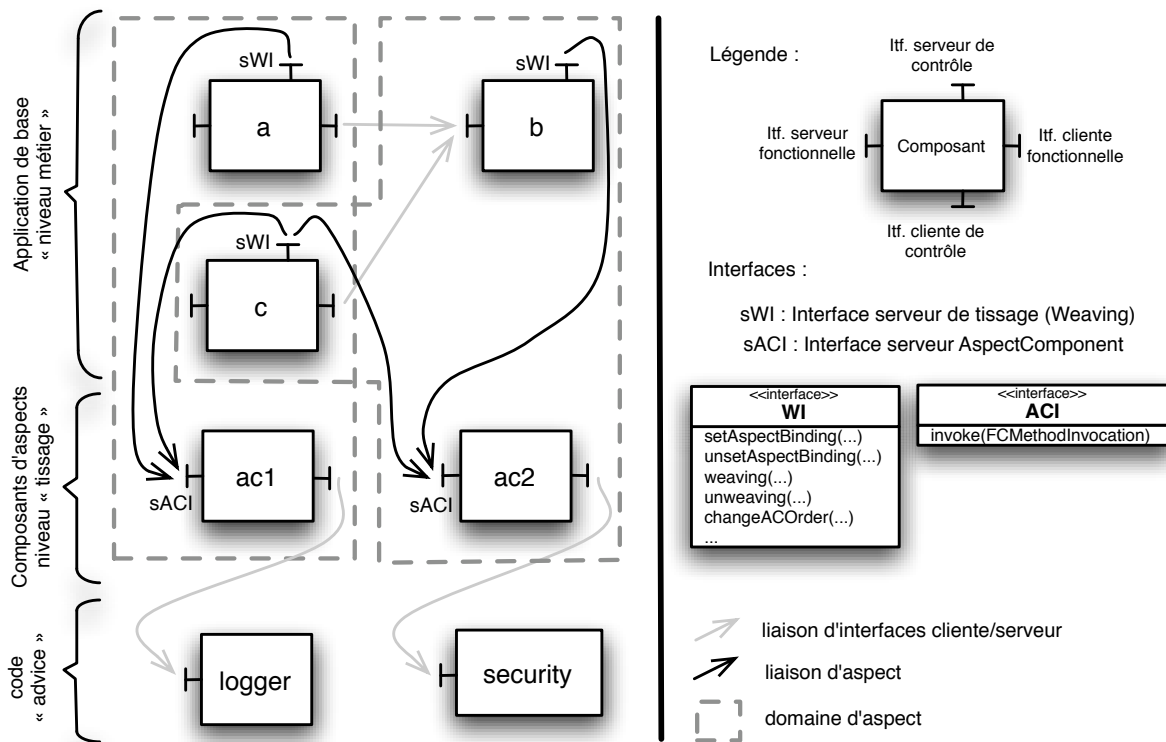 Application de base
« niveau métier »
Composants d'aspects
niveau « tissage »
code
« advice »
sWI
a
sWI
b
sWI
c
sACI
ac1
sACI
ac2
logger
security
Légende :
Itf. serveur de
contrôle
Itf. serveur
fonctionnelle
Composant
Itf. cliente
fonctionnelle
Itf. cliente de
contrôle
Interfaces :
sWI : Interface serveur de tissage (Weaving)
sACI : Interface serveur AspectComponent
<<interface>>
WI
setAspectBinding(...)
unsetAspectBinding(...)
weaving(...)
unweaving(...)
changeACOrder(...)
...
<<interface>>
ACI
invoke(FCMethodInvocation)
liaison d'interfaces cliente/serveur
liaison d'aspect
domaine d'aspect